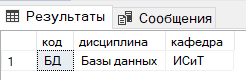 Результаты Сообщения
код дисциплина кафедра
1 БД Базы данных ИСиТ